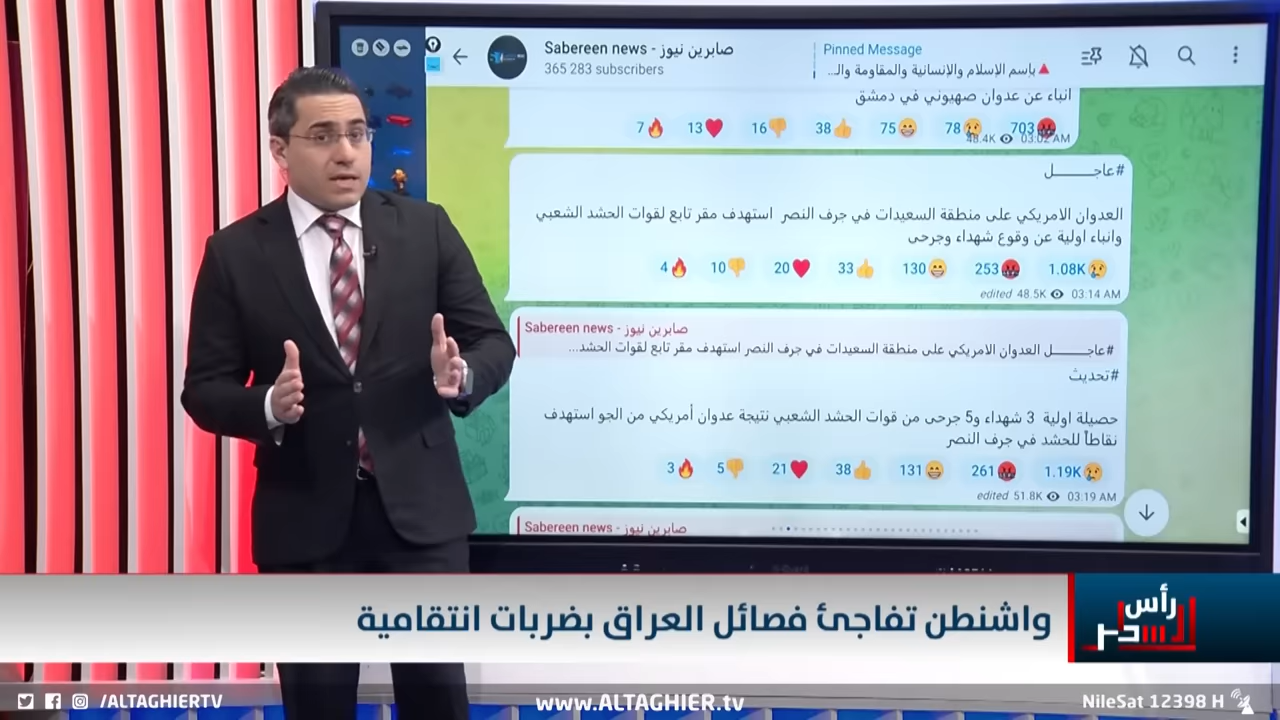 Sabereen news - صابرين نيوز
365 283 subscribers
Pinned Message
باسم الإسلام والإنسانية والمقاومة والـ...
انباء عن عدوان صهيوني في دمشق
7 13 16 38 75 78 703
48.4K 03:02 AM
#عاجـــــــل
العدوان الامريكي على منطقة السعيدات في جرف النصر استهدف مقر تابع لقوات الحشد الشعبي
وانباء اولية عن وقوع شهداء وجرحى
4 10 20 33 130 253 1.08K
edited 48.5K 03:14 AM
Sabereen news - صابرين نيوز
#عاجـــــــل العدوان الامريكي على منطقة السعيدات في جرف النصر استهدف مقر تابع لقوات الحشد...
#تحديث
حصيلة اولية 3 شهداء و5 جرحى من قوات الحشد الشعبي نتيجة عدوان أمريكي من الجو استهدف
نقاطاً للحشد في جرف النصر
3 5 21 38 131 261 1.19K
edited 51.8K 03:19 AM
Sabereen news - صابرين نيوز
واشنطن تفاجئ فصائل العراق بضربات انتقامية
رأس
السطر
/ALTAGHIERTV
www.ALTAGHIER.tv
NileSat 12398 H